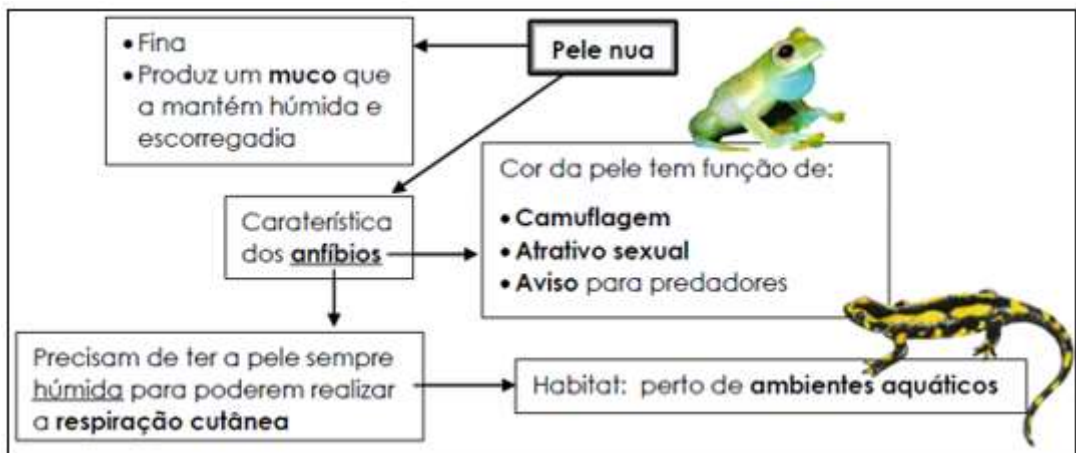 Pele nua
• Fina
• Produz um muco que
a mantém húmida e
escorregadia
Caraterística
dos anfíbios
Cor da pele tem função de:
• Camuflagem
• Atrativo sexual
• Aviso para predadores
Precisam de ter a pele sempre
húmida para poderem realizar
a respiração cutânea
Habitat: perto de ambientes aquáticos